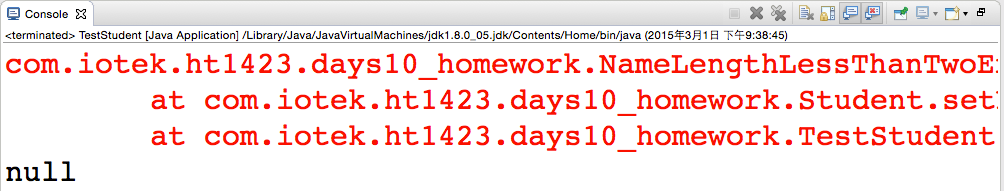 Console
<terminated> TestStudent [Java Application] /Library/Java/JavaVirtualMachines/jdk1.8.0_05.jdk/Contents/Home/bin/java (2015年3月1日 下午9:38:45)
com.iotek.ht1423.days10_homework.NameLengthLessThanTwoE
at com.iotek.ht1423.days10_homework.Student.set
at com.iotek.ht1423.days10_homework.TestStudent
null